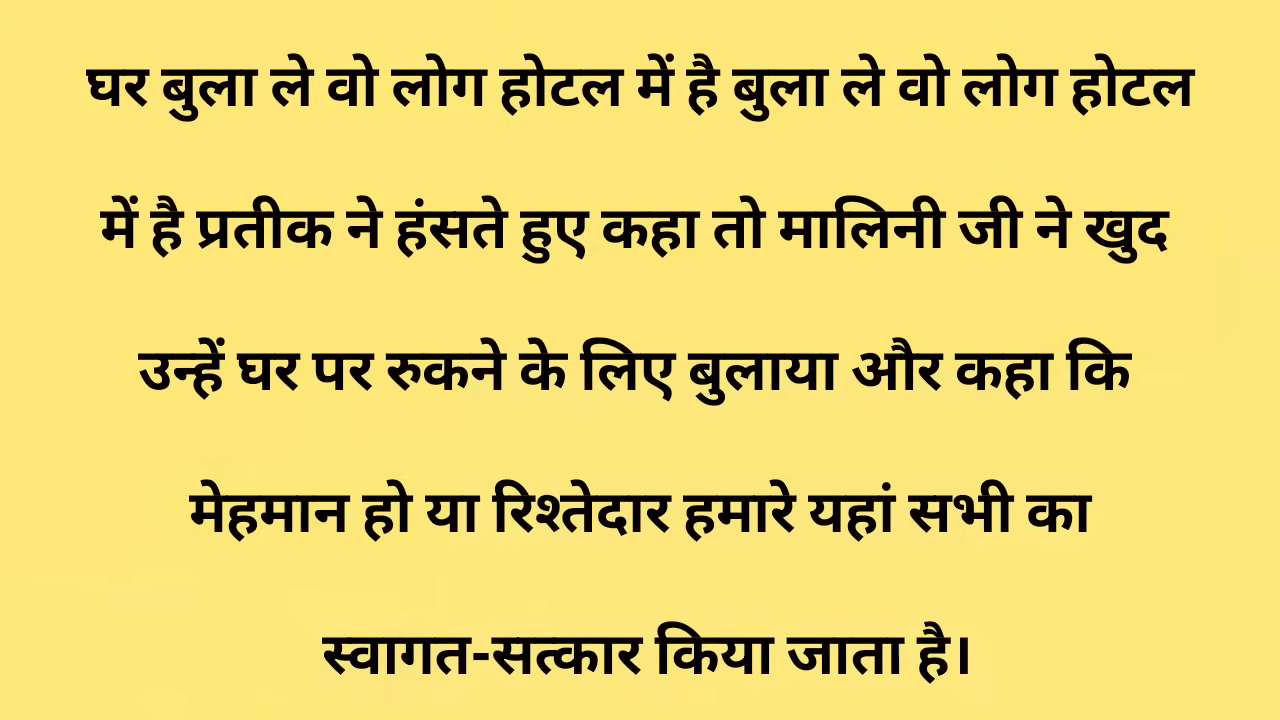 घर बुला ले वो लोग होटल में है बुला ले वो लोग होटल
में है प्रतीक ने हंसते हुए कहा तो मालिनी जी ने खुद
उन्हें घर पर रुकने के लिए बुलाया और कहा कि
मेहमान हो या रिश्तेदार हमारे यहां सभी का
स्वागत-सत्कार किया जाता है।